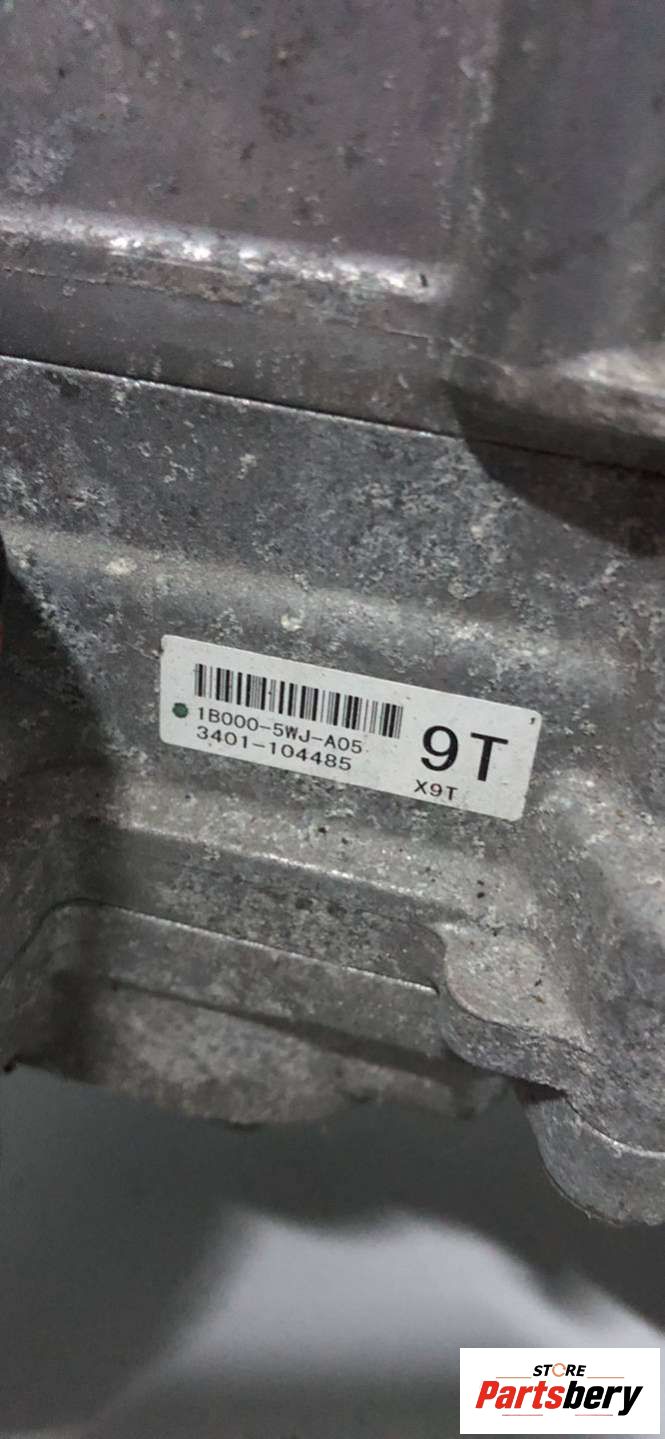 1B000-5WJ-A05
3401-104485
9T
X9T
STORE
Partsbery